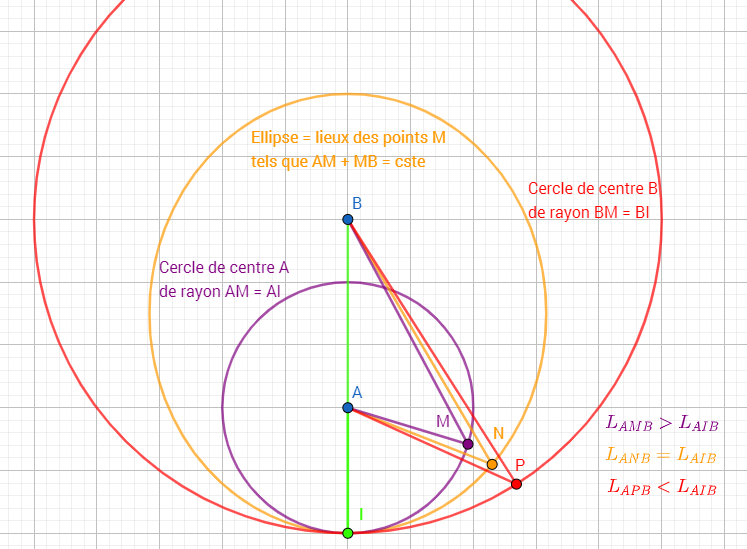 Ellipse = lieux des points M
tels que AM + MB = cste
Cercle de centre B
de rayon BM = BI
B
Cercle de centre A
de rayon AM = AI
A
M
N
P
I
L_{AMB} > L_{AIB}
L_{ANB} = L_{AIB}
L_{APB} < L_{AIB}